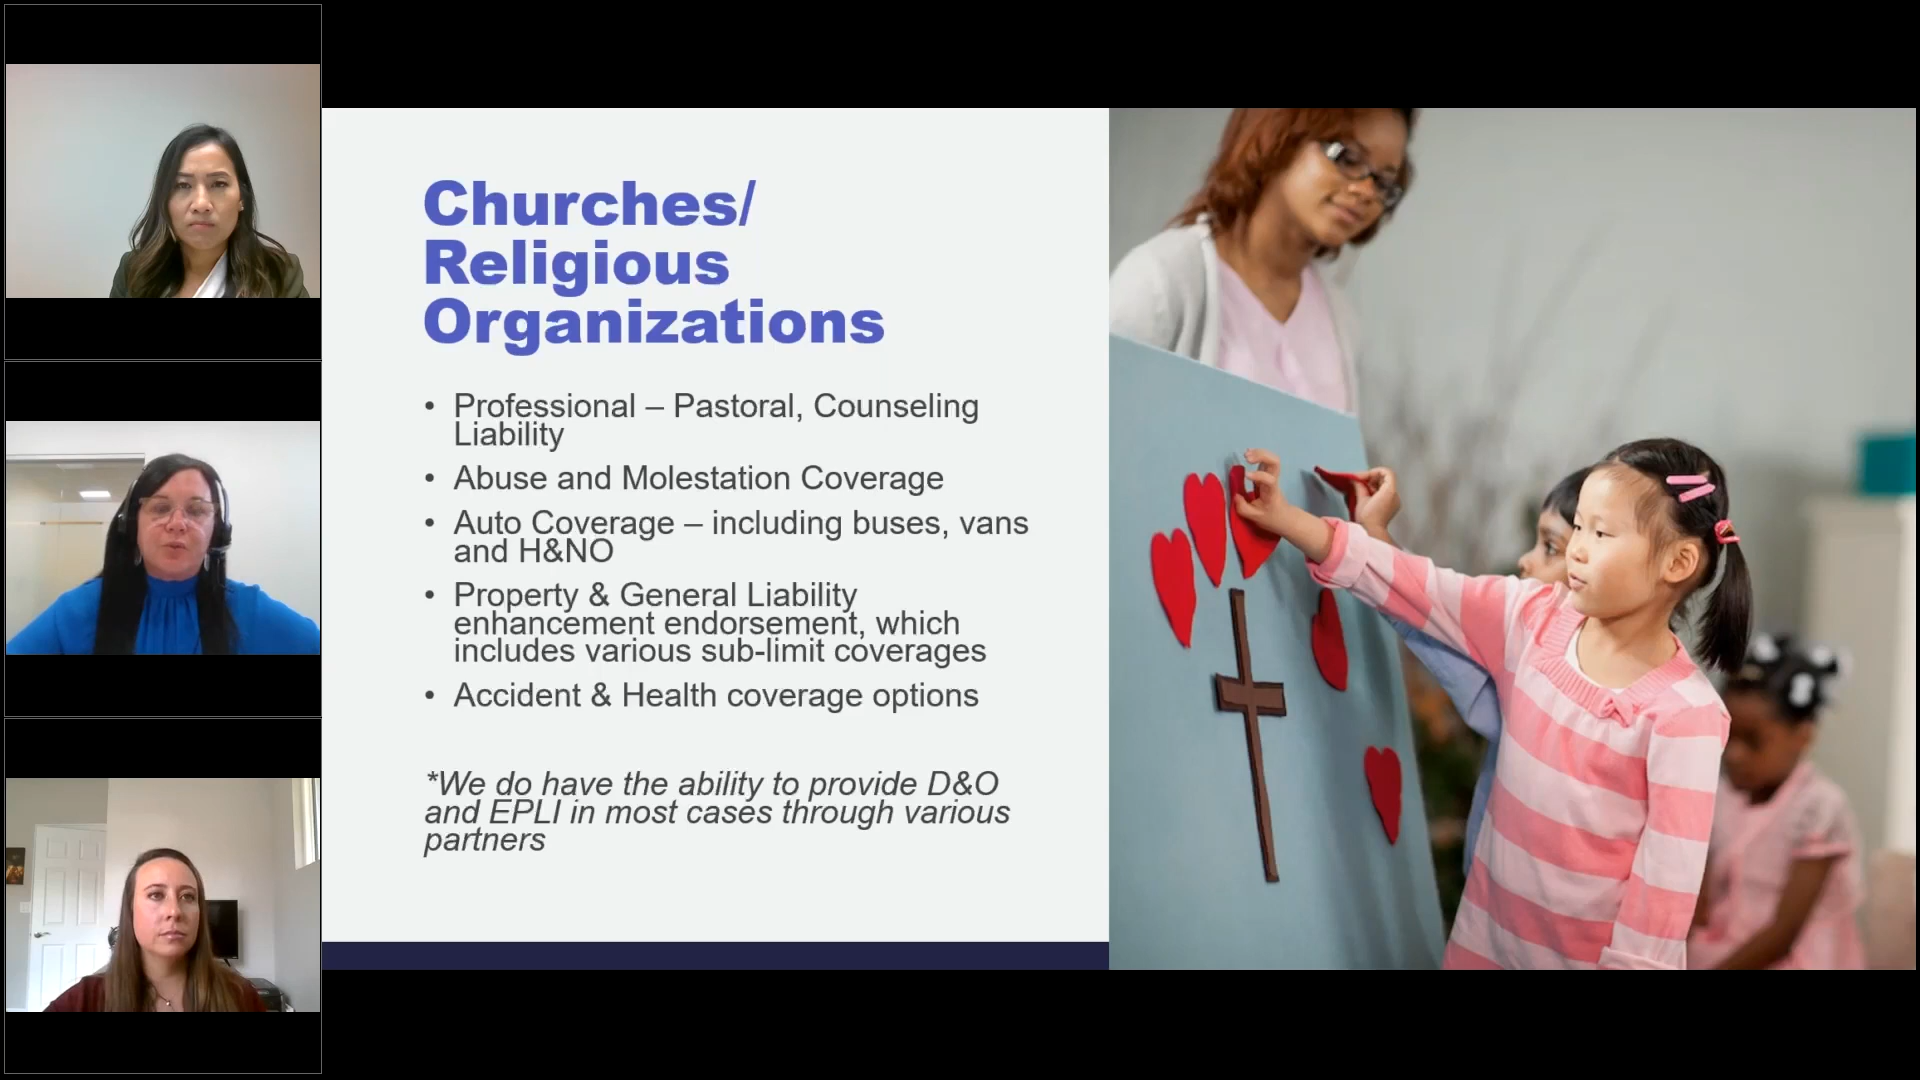 Churches/
Religious
Organizations
• Professional – Pastoral, Counseling
Liability
• Abuse and Molestation Coverage
• Auto Coverage – including buses, vans
and H&NO
• Property & General Liability
enhancement endorsement, which
includes various sub-limit coverages
• Accident & Health coverage options
*We do have the ability to provide D&O
and EPLI in most cases through various
partners